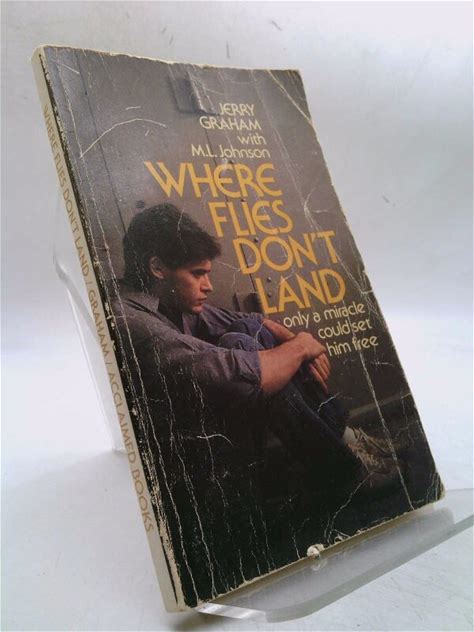 JERRY
GRAHAM
with
M.L. Johnson
WHERE
FLIES
DON'T
LAND
only a miracle
could set
him free
WHERE FLIES DON'T LAND / GRAHAM / ACCLAIMED BOOKS